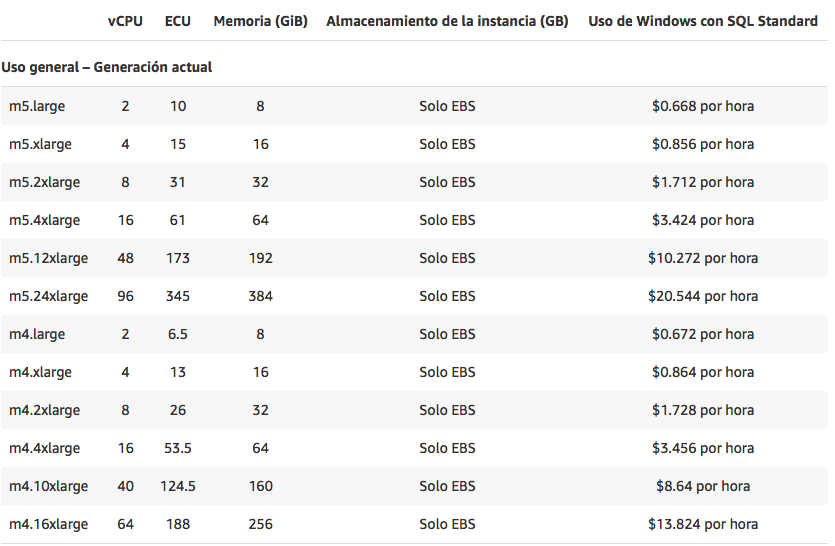 vCPU ECU Memoria (GiB) Almacenamiento de la instancia (GB) Uso de Windows con SQL Standard
Uso general – Generación actual
m5.large 2 10 8 Solo EBS $0.668 por hora
m5.xlarge 4 15 16 Solo EBS $0.856 por hora
m5.2xlarge 8 31 32 Solo EBS $1.712 por hora
m5.4xlarge 16 61 64 Solo EBS $3.424 por hora
m5.12xlarge 48 173 192 Solo EBS $10.272 por hora
m5.24xlarge 96 345 384 Solo EBS $20.544 por hora
m4.large 2 6.5 8 Solo EBS $0.672 por hora
m4.xlarge 4 13 16 Solo EBS $0.864 por hora
m4.2xlarge 8 26 32 Solo EBS $1.728 por hora
m4.4xlarge 16 53.5 64 Solo EBS $3.456 por hora
m4.10xlarge 40 124.5 160 Solo EBS $8.64 por hora
m4.16xlarge 64 188 256 Solo EBS $13.824 por hora